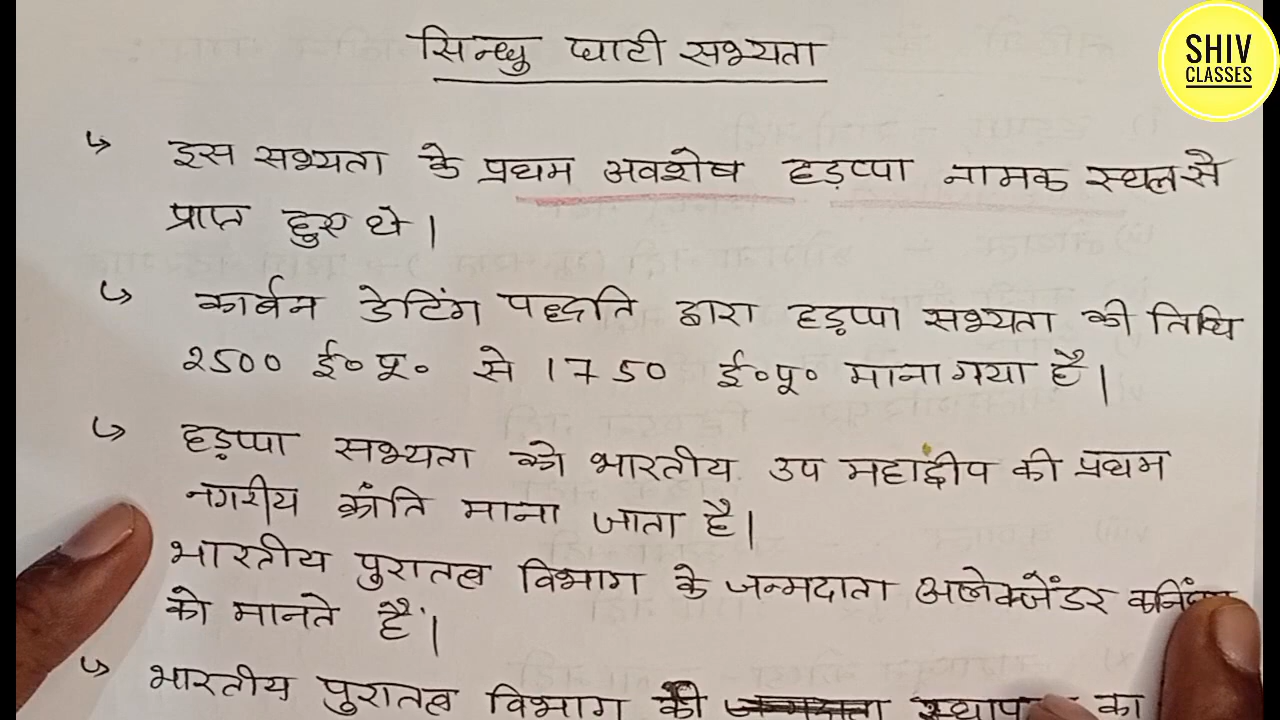 सिन्धु घाटी सभ्यता
SHIV
CLASSES
↳ इस सभ्यता के प्रथम अवशेष हड़प्पा नामक स्थल से
प्राप्त हुए थे।
↳ कार्बन डेटिंग पद्धति द्वारा हड़प्पा सभ्यता की तिथि
2500 ई० पू० से 1750 ई०पू० माना गया है।
↳ हड़प्पा सभ्यता को भारतीय उप महाद्वीप की प्रथम
नगरीय क्रांति माना जाता है।
भारतीय पुरातत्व विभाग के जन्मदाता अलेक्जेंडर
को मानते हैं।
↳ भारतीय पुरातत्व विभाग की का